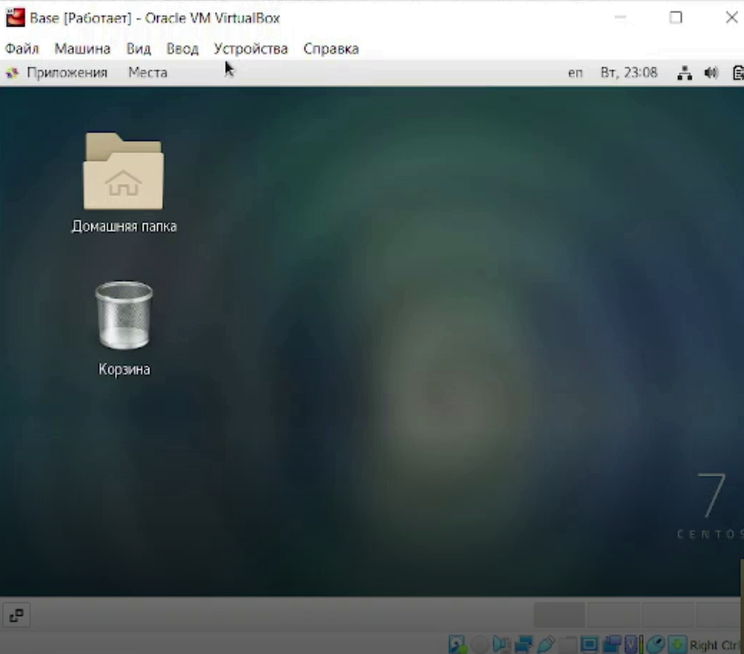 Base [Работает] - Oracle VM VirtualBox
Файл Машина Вид Ввод Устройства Справка
Приложения Места en Вт, 23:08
Домашняя папка
Корзина
7
CENTOS
Right Ctrl